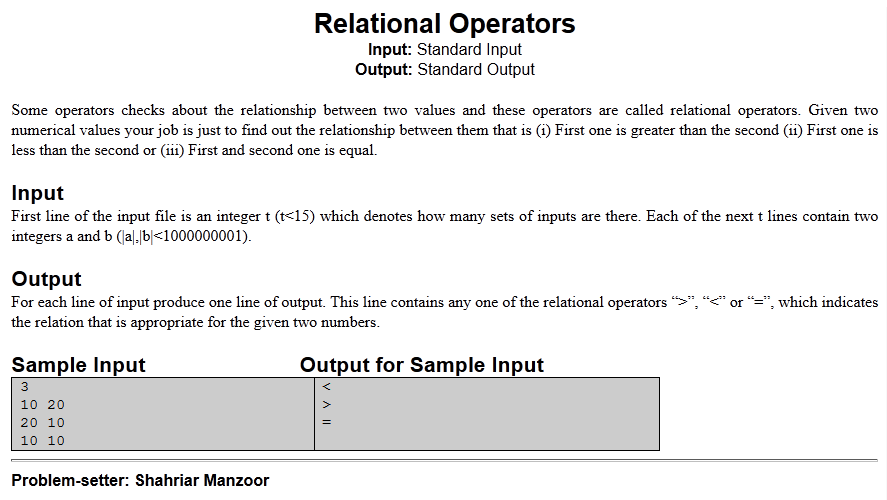 Relational Operators
Input: Standard Input
Output: Standard Output
Some operators checks about the relationship between two values and these operators are called relational operators. Given two
numerical values your job is just to find out the relationship between them that is (i) First one is greater than the second (ii) First one is
less than the second or (iii) First and second one is equal.
Input
First line of the input file is an integer t (t<15) which denotes how many sets of inputs are there. Each of the next t lines contain two
integers a and b (|a|,|b|<1000000001).
Output
For each line of input produce one line of output. This line contains any one of the relational operators “>”, “<” or “=”, which indicates
the relation that is appropriate for the given two numbers.
Sample Input Output for Sample Input
3 <
10 20 >
20 10 =
10 10
Problem-setter: Shahriar Manzoor